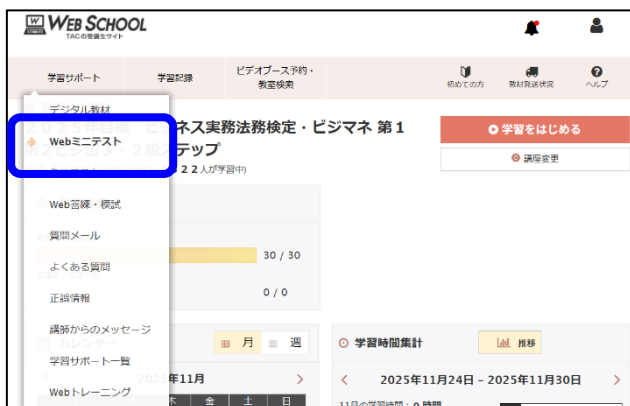 WEB SCHOOL
TACの受講生サイト
学習サポート
学習記録
ビデオブース予約・
教室検索
初めての方
教材発送状況
ヘルプ
デジタル教材
Webミニテスト
Web答練・模試
質問メール
よくある質問
正誤情報
講師からのメッセージ
学習サポート一覧
Webトレーニング
ネス実務法務検定・ビジマネ 第1
ステップ
22人が学習中)
学習をはじめる
講座変更
30 / 30
0 / 0
カレンダー
月
週
2025年11月
木 金 土 日
学習時間集計
推移
2025年11月24日 - 2025年11月30日
11月の学習時間:0 時間